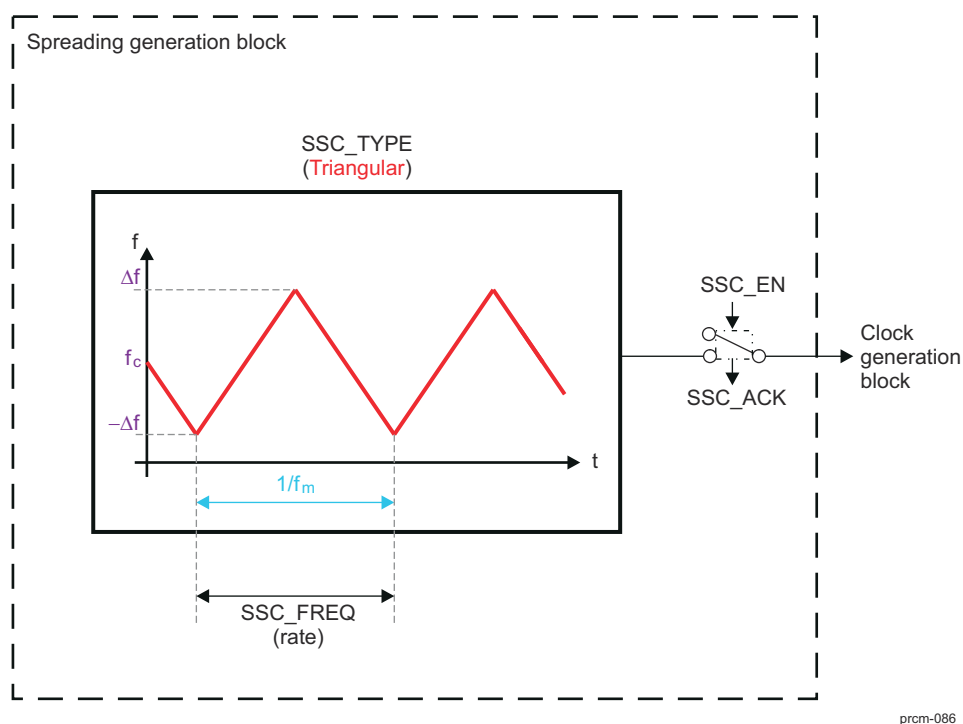 Spreading generation block
SSC_TYPE
(Triangular)
f
Δf
fc
−Δf
t
1/fm
SSC_FREQ
(rate)
SSC_EN
SSC_ACK
Clock
generation
block
prcm-086